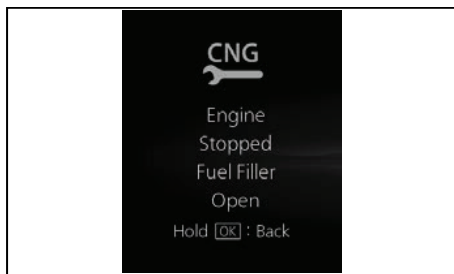 CNG
Engine
Stopped
Fuel Filler
Open
Hold OK : Back